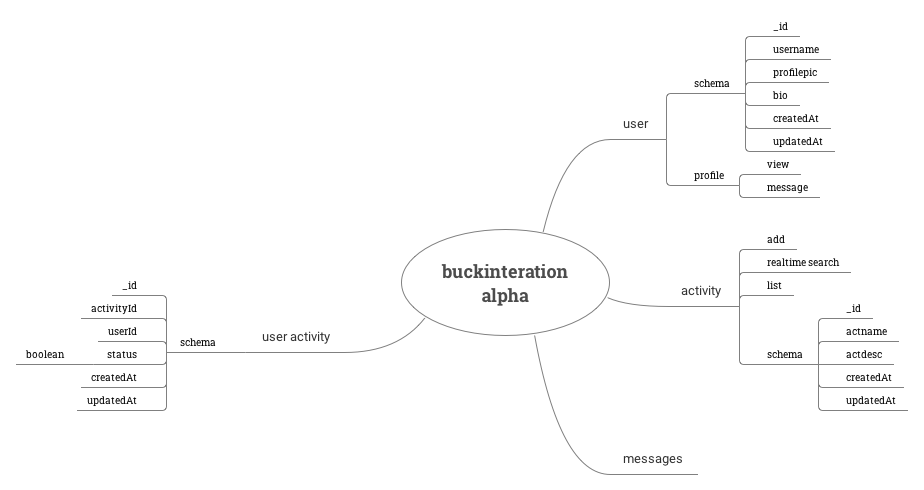 buckinteration
alpha
user
schema
_id
username
profilepic
bio
createdAt
updatedAt
profile
view
message
activity
add
realtime search
list
schema
_id
actname
actdesc
createdAt
updatedAt
messages
user activity
schema
_id
activityId
userId
status
boolean
createdAt
updatedAt